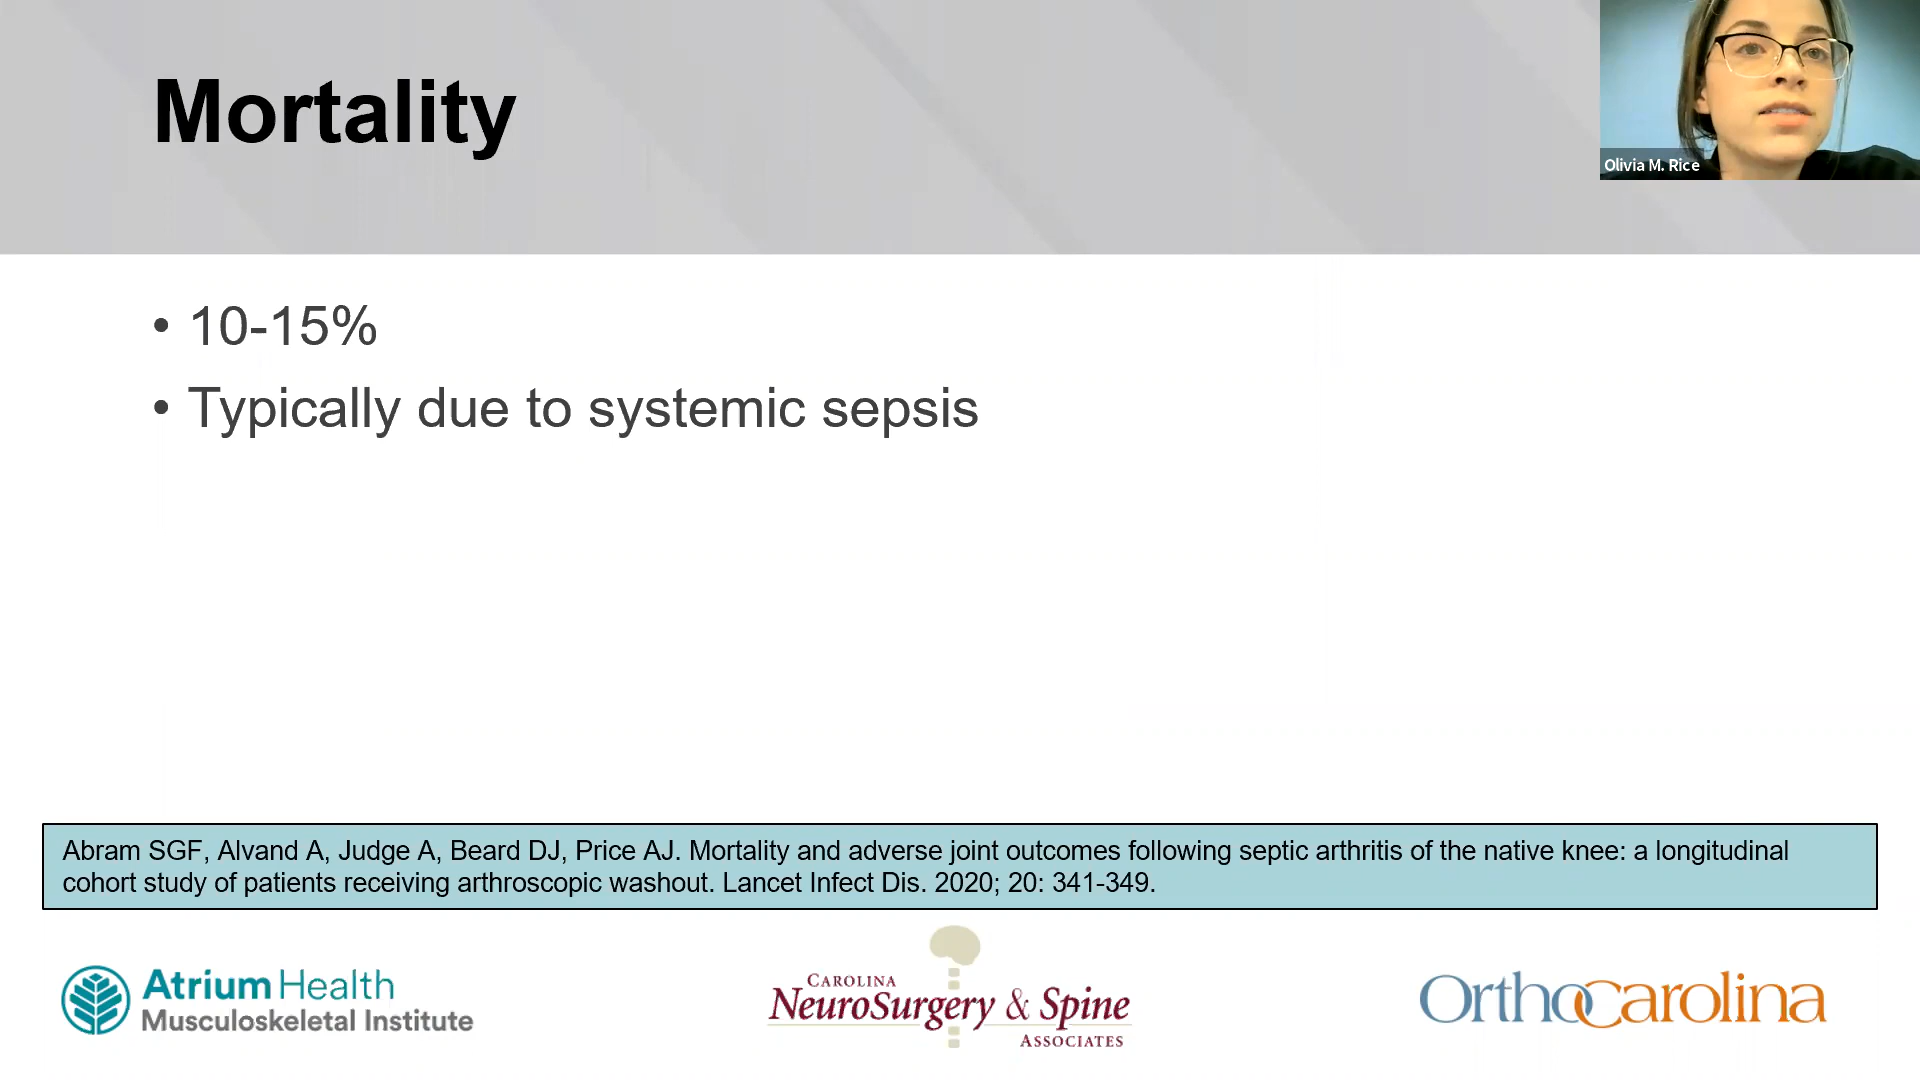 Mortality
Olivia M. Rice
• 10-15%
• Typically due to systemic sepsis
Abram SGF, Alvand A, Judge A, Beard DJ, Price AJ. Mortality and adverse joint outcomes following septic arthritis of the native knee: a longitudinal
cohort study of patients receiving arthroscopic washout. Lancet Infect Dis. 2020; 20: 341-349.
Atrium Health
Musculoskeletal Institute
CAROLINA
NEUROSURGERY & SPINE
ASSOCIATES
OrthoCarolina